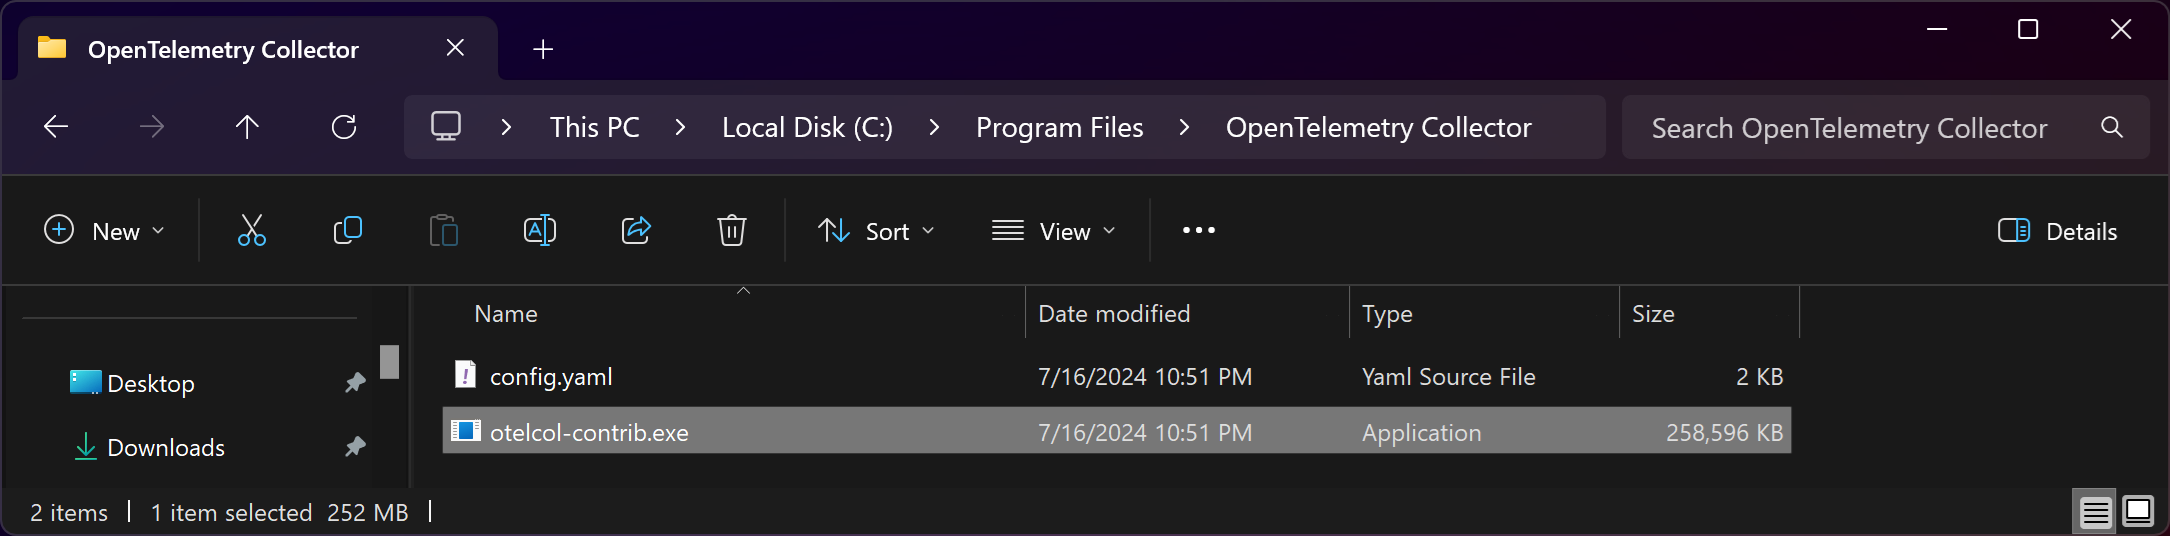 OpenTelemetry Collector
This PC Local Disk (C:) Program Files OpenTelemetry Collector Search OpenTelemetry Collector
New Sort View Details
Name Date modified Type Size
config.yaml 7/16/2024 10:51 PM Yaml Source File 2 KB
otelcol-contrib.exe 7/16/2024 10:51 PM Application 258,596 KB
Desktop
Downloads
2 items 1 item selected 252 MB